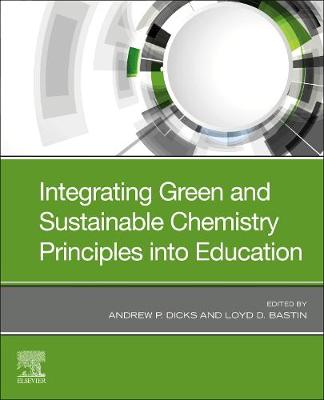 Integrating Green and
Sustainable Chemistry
Principles into Education
EDITED BY
ANDREW P. DICKS AND LOYD D. BASTIN
ELSEVIER